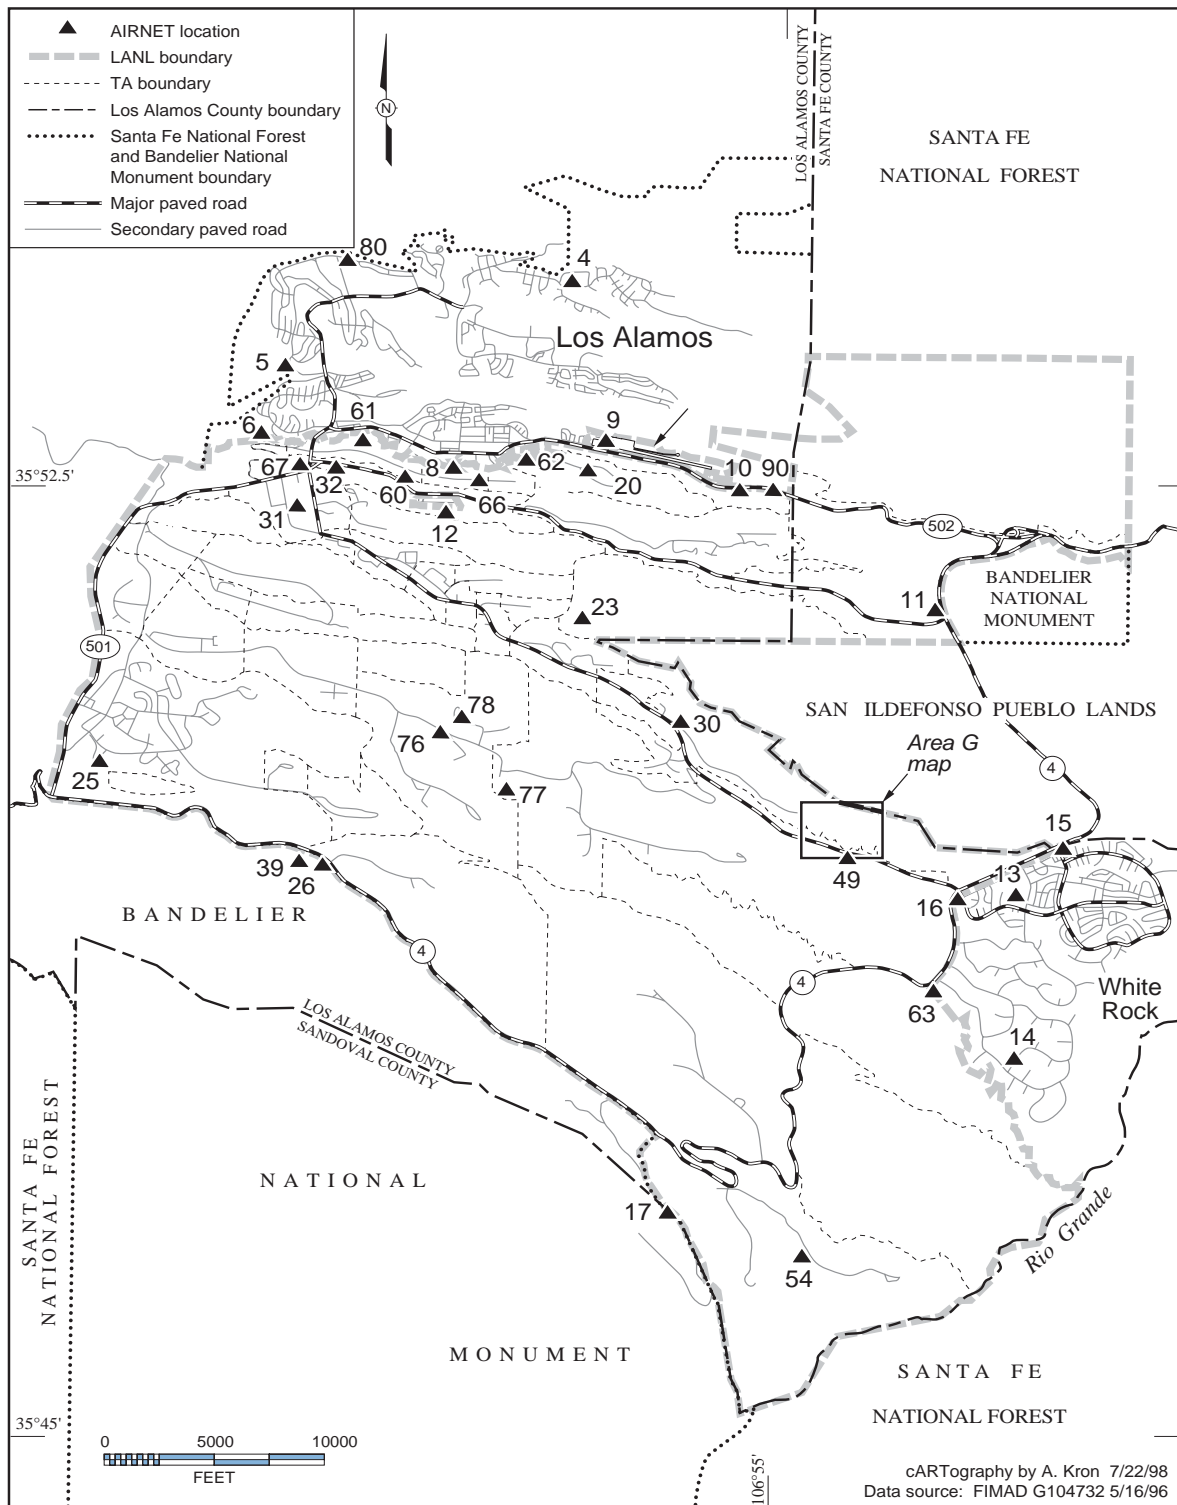 AIRNET location
LANL boundary
TA boundary
Los Alamos County boundary
Santa Fe National Forest
and Bandelier National
Monument boundary
Major paved road
Secondary paved road
N
LOS ALAMOS COUNTY
SANTA FE COUNTY
SANTA FE
NATIONAL FOREST
80
4
Los Alamos
5
6
61
9
67
32
8
62
20
10
90
35°52.5'
60
66
31
12
502
BANDELIER
NATIONAL
MONUMENT
11
23
501
78
30
SAN ILDEFONSO PUEBLO LANDS
76
Area G
map
25
77
4
15
39
26
49
13
16
BANDELIER
4
4
63
White
Rock
14
LOS ALAMOS COUNTY
SANDOVAL COUNTY
SANTA FE
NATIONAL FOREST
NATIONAL
17
54
Rio Grande
MONUMENT
SANTA FE
NATIONAL FOREST
35°45'
0 5000 10000
FEET
106°55'
cARTography by A. Kron 7/22/98
Data source: FIMAD G104732 5/16/96